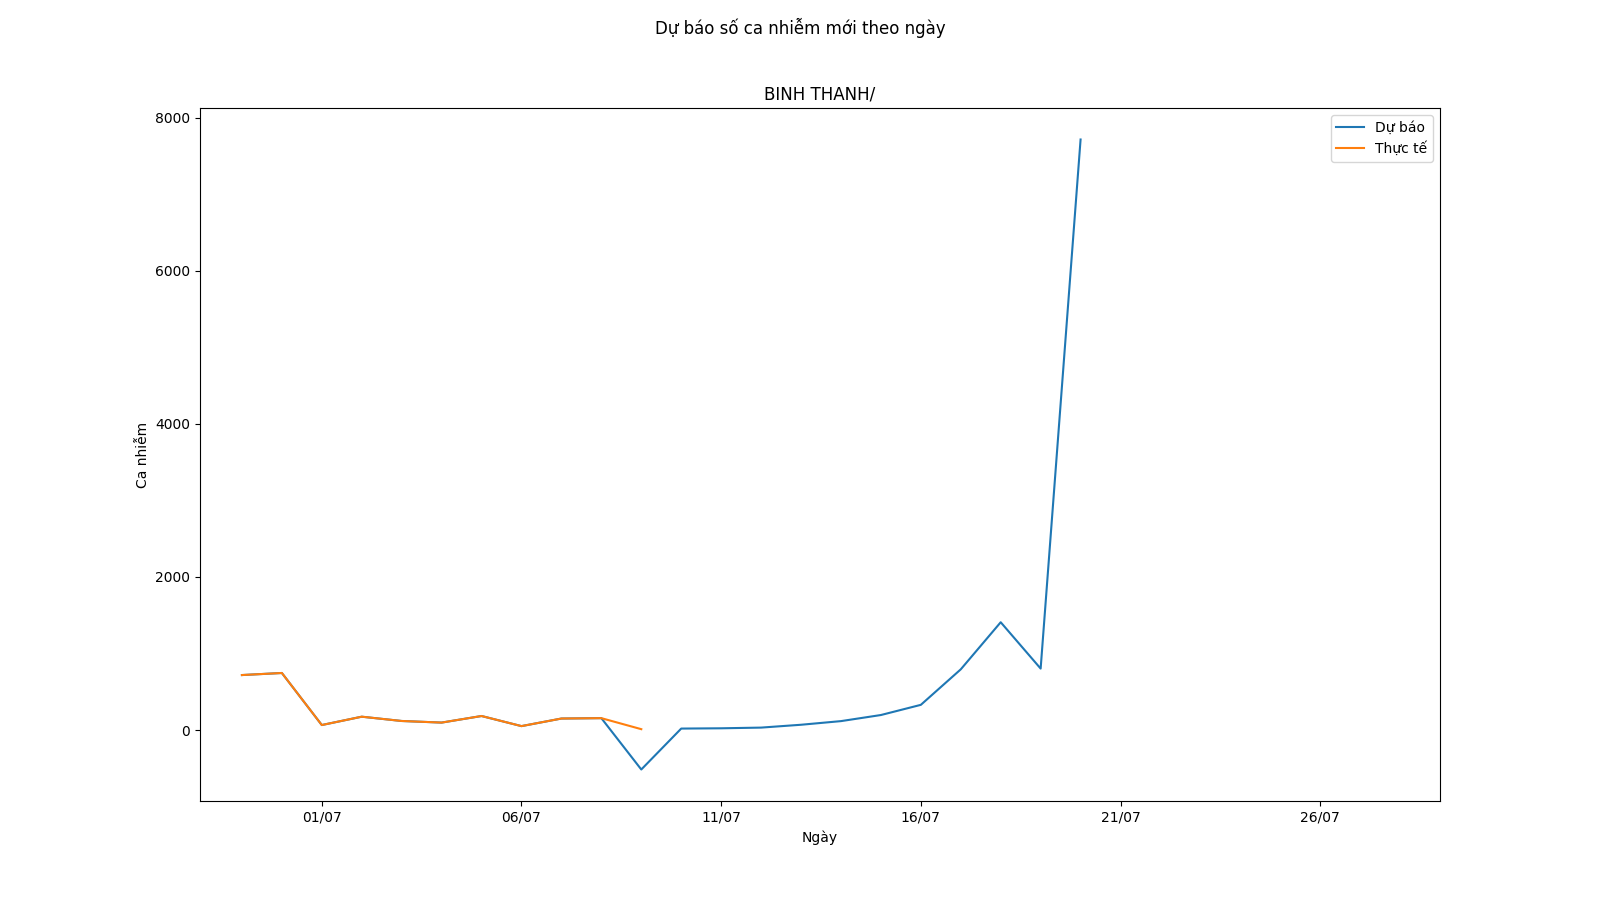 Dự báo số ca nhiễm mới theo ngày
BINH THANH/
Dự báo
Thực tế
8000
6000
4000
2000
0
Ca nhiễm
01/07
06/07
11/07
16/07
21/07
26/07
Ngày